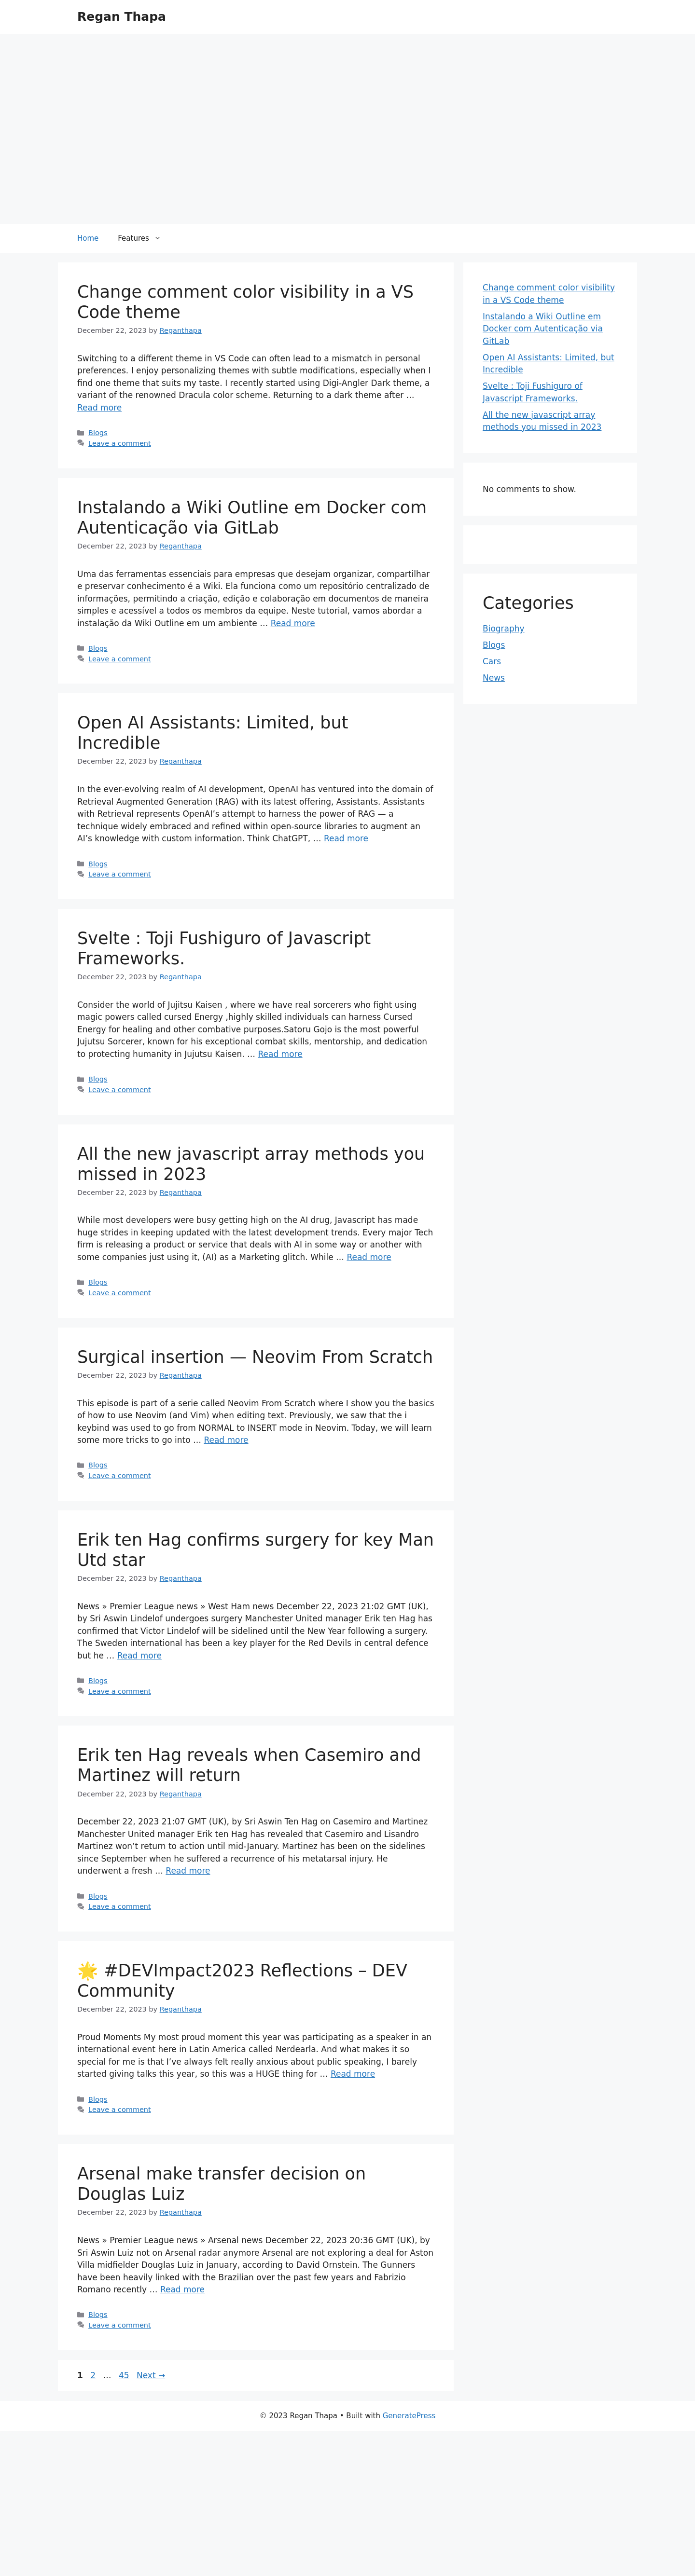 Regan Thapa
Home
Features
Change comment color visibility in a VS
Code theme
December 22, 2023 by Reganthapa
Switching to a different theme in VS Code can often lead to a mismatch in personal
preferences. I enjoy personalizing themes with subtle modifications, especially when I
find one theme that suits my taste. I recently started using Digi-Angler Dark theme, a
variant of the renowned Dracula color scheme. Returning to a dark theme after …
Read more
Blogs
Leave a comment
Instalando a Wiki Outline em Docker com
Autenticação via GitLab
December 22, 2023 by Reganthapa
Uma das ferramentas essenciais para empresas que desejam organizar, compartilhar
e preservar conhecimento é a Wiki. Ela funciona como um repositório centralizado de
informações, permitindo a criação, edição e colaboração em documentos de maneira
simples e acessível a todos os membros da equipe. Neste tutorial, vamos abordar a
instalação da Wiki Outline em um ambiente … Read more
Blogs
Leave a comment
Open AI Assistants: Limited, but
Incredible
December 22, 2023 by Reganthapa
In the ever-evolving realm of AI development, OpenAI has ventured into the domain of
Retrieval Augmented Generation (RAG) with its latest offering, Assistants. Assistants
with Retrieval represents OpenAI’s attempt to harness the power of RAG — a
technique widely embraced and refined within open-source libraries to augment an
AI’s knowledge with custom information. Think ChatGPT, … Read more
Blogs
Leave a comment
Svelte : Toji Fushiguro of Javascript
Frameworks.
December 22, 2023 by Reganthapa
Consider the world of Jujitsu Kaisen , where we have real sorcerers who fight using
magic powers called cursed Energy ,highly skilled individuals can harness Cursed
Energy for healing and other combative purposes.Satoru Gojo is the most powerful
Jujutsu Sorcerer, known for his exceptional combat skills, mentorship, and dedication
to protecting humanity in Jujutsu Kaisen. … Read more
Blogs
Leave a comment
All the new javascript array methods you
missed in 2023
December 22, 2023 by Reganthapa
While most developers were busy getting high on the AI drug, Javascript has made
huge strides in keeping updated with the latest development trends. Every major Tech
firm is releasing a product or service that deals with AI in some way or another with
some companies just using it, (AI) as a Marketing glitch. While … Read more
Blogs
Leave a comment
Surgical insertion — Neovim From Scratch
December 22, 2023 by Reganthapa
This episode is part of a serie called Neovim From Scratch where I show you the basics
of how to use Neovim (and Vim) when editing text. Previously, we saw that the i
keybind was used to go from NORMAL to INSERT mode in Neovim. Today, we will learn
some more tricks to go into … Read more
Blogs
Leave a comment
Erik ten Hag confirms surgery for key Man
Utd star
December 22, 2023 by Reganthapa
News » Premier League news » West Ham news December 22, 2023 21:02 GMT (UK),
by Sri Aswin Lindelof undergoes surgery Manchester United manager Erik ten Hag has
confirmed that Victor Lindelof will be sidelined until the New Year following a surgery.
The Sweden international has been a key player for the Red Devils in central defence
but he … Read more
Blogs
Leave a comment
Erik ten Hag reveals when Casemiro and
Martinez will return
December 22, 2023 by Reganthapa
December 22, 2023 21:07 GMT (UK), by Sri Aswin Ten Hag on Casemiro and Martinez
Manchester United manager Erik ten Hag has revealed that Casemiro and Lisandro
Martinez won’t return to action until mid-January. Martinez has been on the sidelines
since September when he suffered a recurrence of his metatarsal injury. He
underwent a fresh … Read more
Blogs
Leave a comment
🌟 #DEVImpact2023 Reflections – DEV
Community
December 22, 2023 by Reganthapa
Proud Moments My most proud moment this year was participating as a speaker in an
international event here in Latin America called Nerdearla. And what makes it so
special for me is that I’ve always felt really anxious about public speaking, I barely
started giving talks this year, so this was a HUGE thing for … Read more
Blogs
Leave a comment
Arsenal make transfer decision on
Douglas Luiz
December 22, 2023 by Reganthapa
News » Premier League news » Arsenal news December 22, 2023 20:36 GMT (UK), by
Sri Aswin Luiz not on Arsenal radar anymore Arsenal are not exploring a deal for Aston
Villa midfielder Douglas Luiz in January, according to David Ornstein. The Gunners
have been heavily linked with the Brazilian over the past few years and Fabrizio
Romano recently … Read more
Blogs
Leave a comment
1 2 … 45 Next →
Change comment color visibility
in a VS Code theme
Instalando a Wiki Outline em
Docker com Autenticação via
GitLab
Open AI Assistants: Limited, but
Incredible
Svelte : Toji Fushiguro of
Javascript Frameworks.
All the new javascript array
methods you missed in 2023
No comments to show.
Categories
Biography
Blogs
Cars
News
© 2023 Regan Thapa • Built with GeneratePress